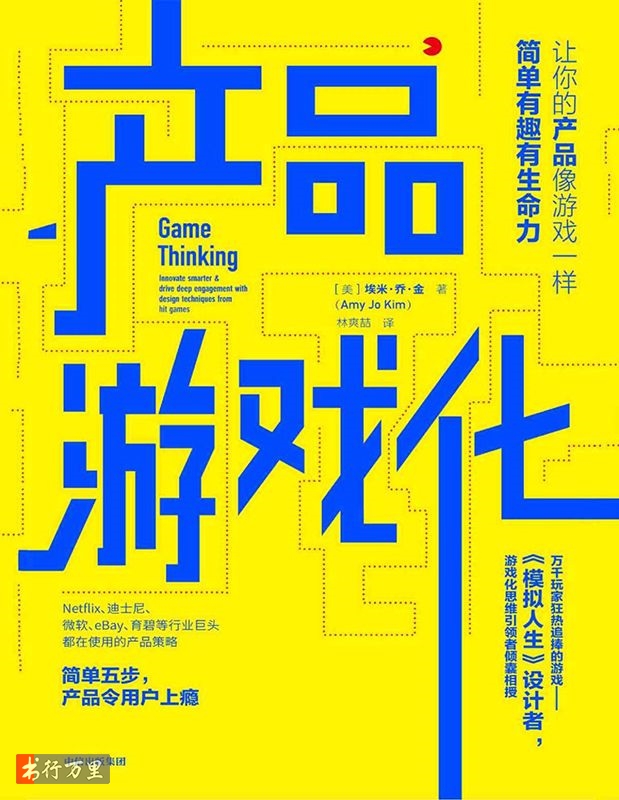 让你的产品像游戏一样
简单有趣有生命力
产品
Game
Thinking
Innovate smarter &
drive deep engagement with
design techniques from
hit games
［美］埃米·乔·金 著
（Amy Jo Kim）
林爽喆 译
游戏化
万千玩家狂热追捧的游戏——
《模拟人生》设计者，
游戏化思维引领者倾囊相授
Netflix、迪士尼、
微软、eBay、育碧等行业巨头
都在使用的产品策略
简单五步，
产品令用户上瘾
中信出版集团
书行万里